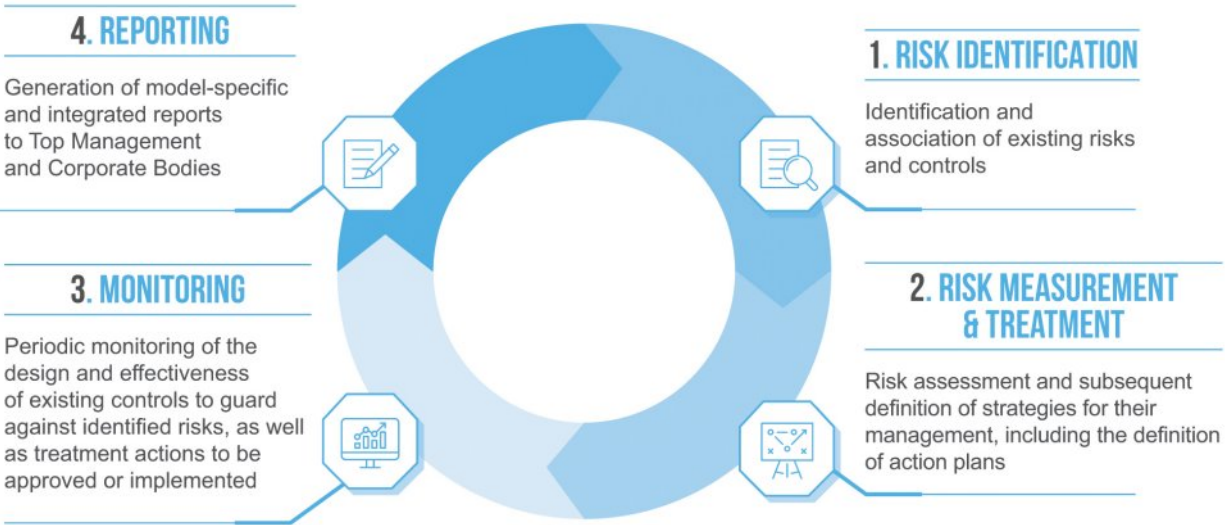 4. REPORTING
Generation of model-specific
and integrated reports
to Top Management
and Corporate Bodies
1. RISK IDENTIFICATION
Identification and
association of existing risks
and controls
3. MONITORING
Periodic monitoring of the
design and effectiveness
of existing controls to guard
against identified risks, as well
as treatment actions to be
approved or implemented
2. RISK MEASUREMENT
& TREATMENT
Risk assessment and subsequent
definition of strategies for their
management, including the definition
of action plans